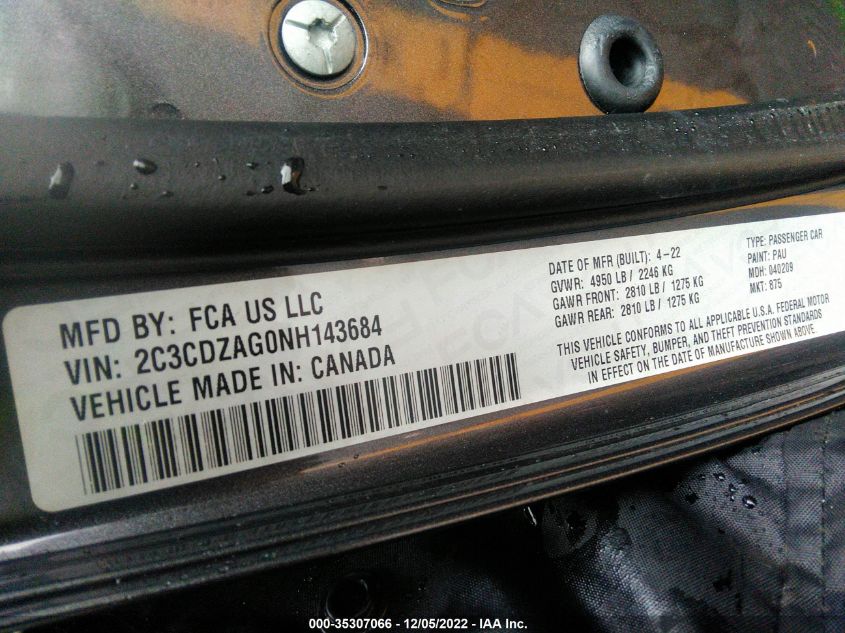 MFD BY: FCA US LLC
VIN: 2C3CDZAG0NH143684
VEHICLE MADE IN: CANADA
DATE OF MFR (BUILT): 4-22
GVWR: 4950 LB / 2246 KG
GAWR FRONT: 2810 LB / 1275 KG
GAWR REAR: 2810 LB / 1275 KG
TYPE: PASSENGER CAR
PAINT: PAU
MDH: 040209
MKT: 875
THIS VEHICLE CONFORMS TO ALL APPLICABLE U.S.A. FEDERAL MOTOR
VEHICLE SAFETY, BUMPER, AND THEFT PREVENTION STANDARDS
IN EFFECT ON THE DATE OF MANUFACTURE SHOWN ABOVE.
000-35307066 - 12/05/2022 - IAA Inc.